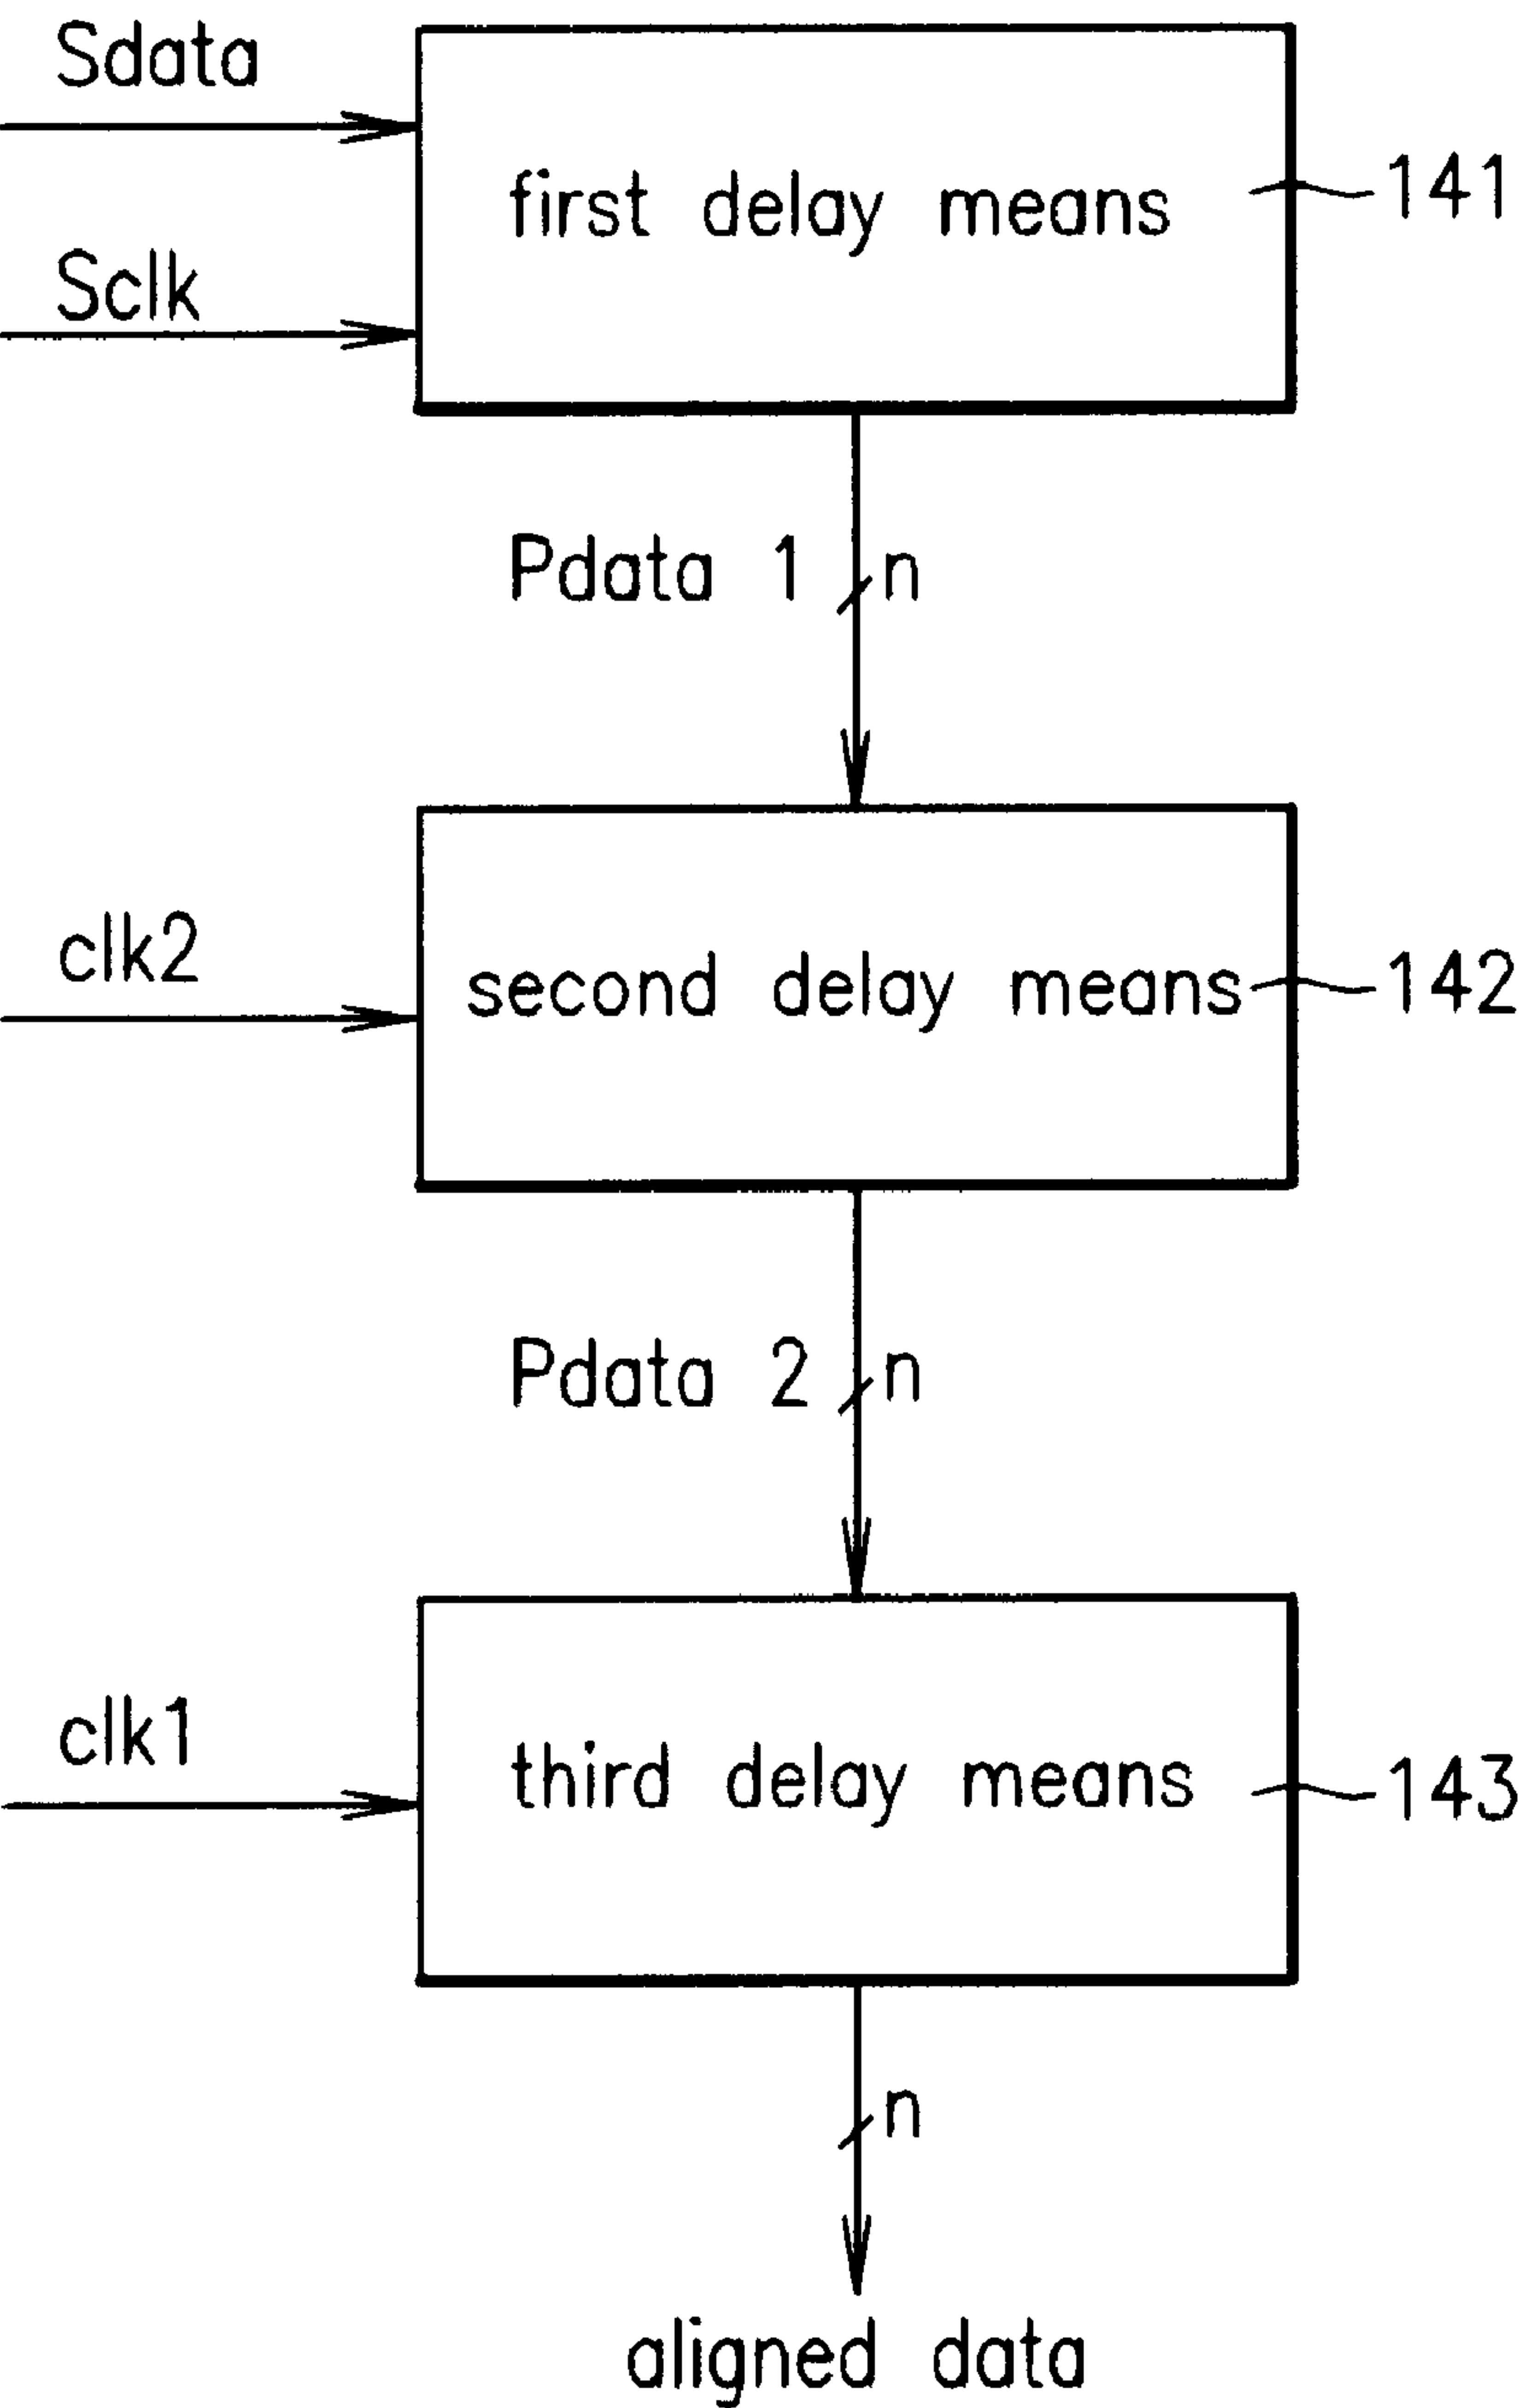 Sdata
first delay means
141
Sclk
Pdata 1
n
clk2
second delay means
142
Pdata 2
n
clk1
third delay means
143
n
aligned data